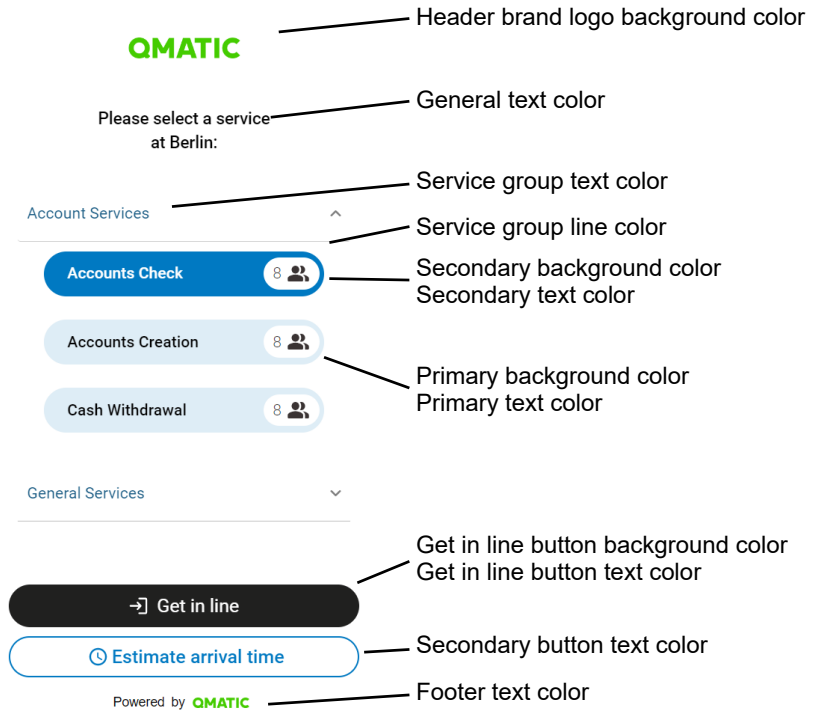 Header brand logo background color
QMATIC
General text color
Please select a service
at Berlin:
Service group text color
Account Services
Service group line color
Accounts Check 8
Secondary background color
Secondary text color
Accounts Creation 8
Primary background color
Primary text color
Cash Withdrawal 8
General Services
Get in line button background color
Get in line button text color
Get in line
Secondary button text color
Estimate arrival time
Footer text color
Powered by QMATIC